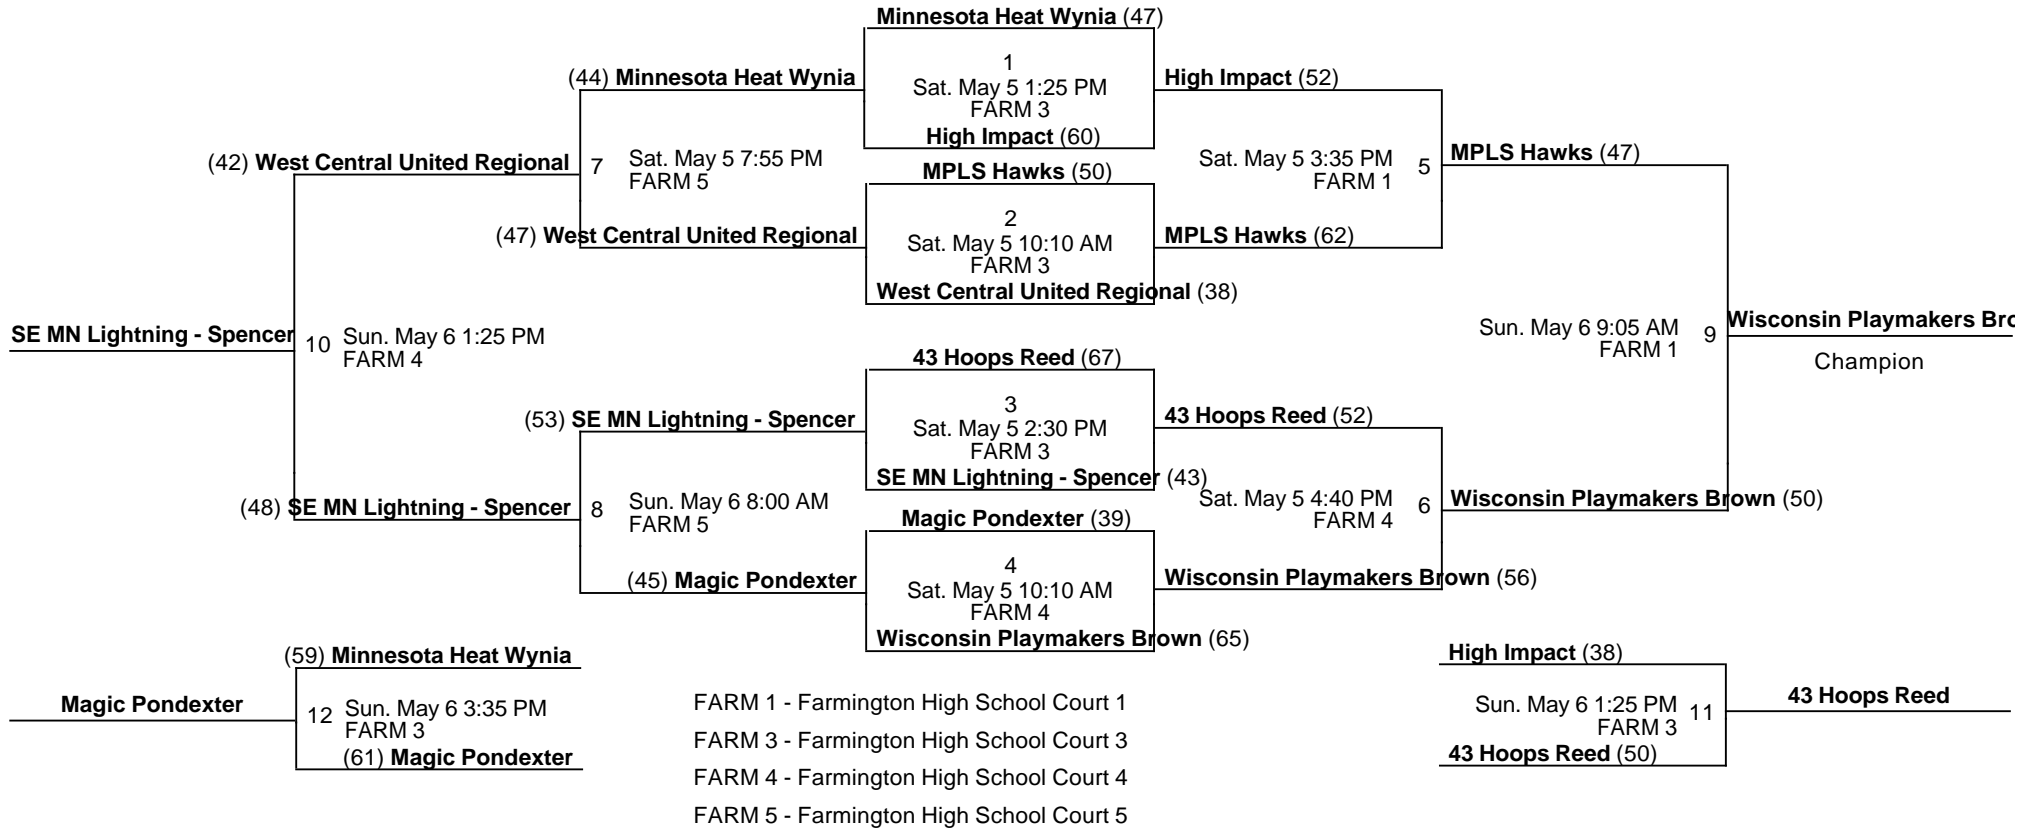 Minnesota Heat Wynia (47)
1
Sat. May 5 1:25 PM
FARM 3
High Impact (60)
(44) Minnesota Heat Wynia
High Impact (52)
(42) West Central United Regional
7 Sat. May 5 7:55 PM
FARM 5
Sat. May 5 3:35 PM 5
FARM 1
MPLS Hawks (47)
MPLS Hawks (50)
2
Sat. May 5 10:10 AM
FARM 3
West Central United Regional (38)
(47) West Central United Regional
MPLS Hawks (62)
SE MN Lightning - Spencer
10 Sun. May 6 1:25 PM
FARM 4
Sun. May 6 9:05 AM 9
FARM 1
Wisconsin Playmakers Bro
Champion
43 Hoops Reed (67)
3
Sat. May 5 2:30 PM
FARM 3
SE MN Lightning - Spencer (43)
(53) SE MN Lightning - Spencer
43 Hoops Reed (52)
(48) SE MN Lightning - Spencer
8 Sun. May 6 8:00 AM
FARM 5
Sat. May 5 4:40 PM 6
FARM 4
Wisconsin Playmakers Brown (50)
Magic Pondexter (39)
4
Sat. May 5 10:10 AM
FARM 4
Wisconsin Playmakers Brown (65)
(45) Magic Pondexter
Wisconsin Playmakers Brown (56)
(59) Minnesota Heat Wynia
Magic Pondexter
12 Sun. May 6 3:35 PM
FARM 3
(61) Magic Pondexter
FARM 1 - Farmington High School Court 1
FARM 3 - Farmington High School Court 3
FARM 4 - Farmington High School Court 4
FARM 5 - Farmington High School Court 5
High Impact (38)
Sun. May 6 1:25 PM 11
FARM 3
43 Hoops Reed (50)
43 Hoops Reed